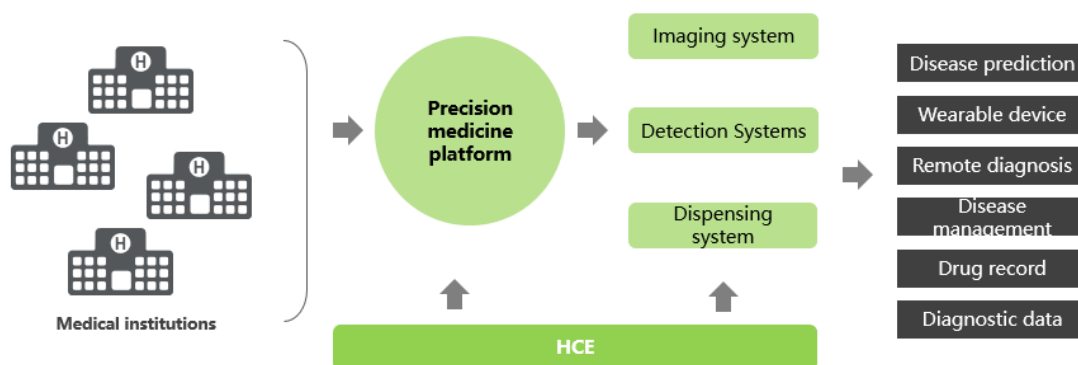 H
H
H
H
Medical institutions
Precision
medicine
platform
Imaging system
Detection Systems
Dispensing
system
HCE
Disease prediction
Wearable device
Remote diagnosis
Disease
management
Drug record
Diagnostic data